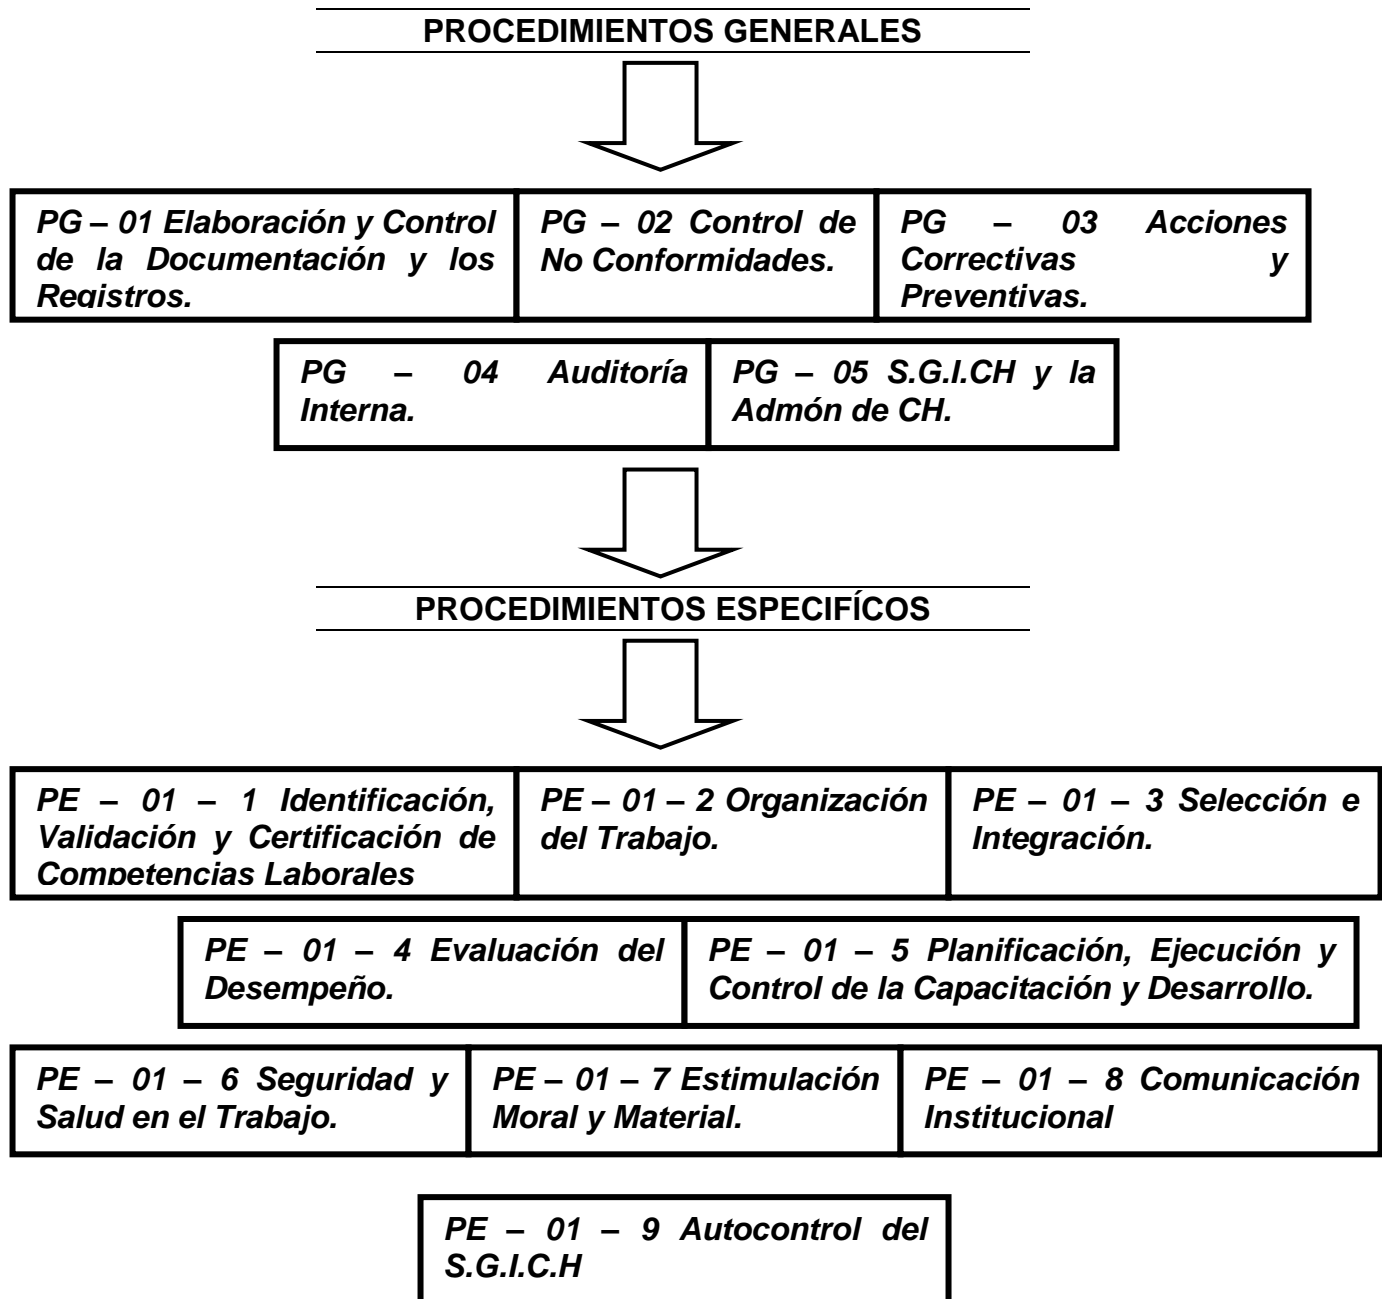 PROCEDIMIENTOS GENERALES
PG – 01 Elaboración y Control
de la Documentación y los
Registros.
PG – 02 Control de
No Conformidades.
PG – 03 Acciones
Correctivas y
Preventivas.
PG – 04 Auditoría
Interna.
PG – 05 S.G.I.CH y la
Admón de CH.
PROCEDIMIENTOS ESPECIFÍCOS
PE – 01 – 1 Identificación,
Validación y Certificación de
Competencias Laborales
PE – 01 – 2 Organización
del Trabajo.
PE – 01 – 3 Selección e
Integración.
PE – 01 – 4 Evaluación del
Desempeño.
PE – 01 – 5 Planificación, Ejecución y
Control de la Capacitación y Desarrollo.
PE – 01 – 6 Seguridad y
Salud en el Trabajo.
PE – 01 – 7 Estimulación
Moral y Material.
PE – 01 – 8 Comunicación
Institucional
PE – 01 – 9 Autocontrol del
S.G.I.C.H